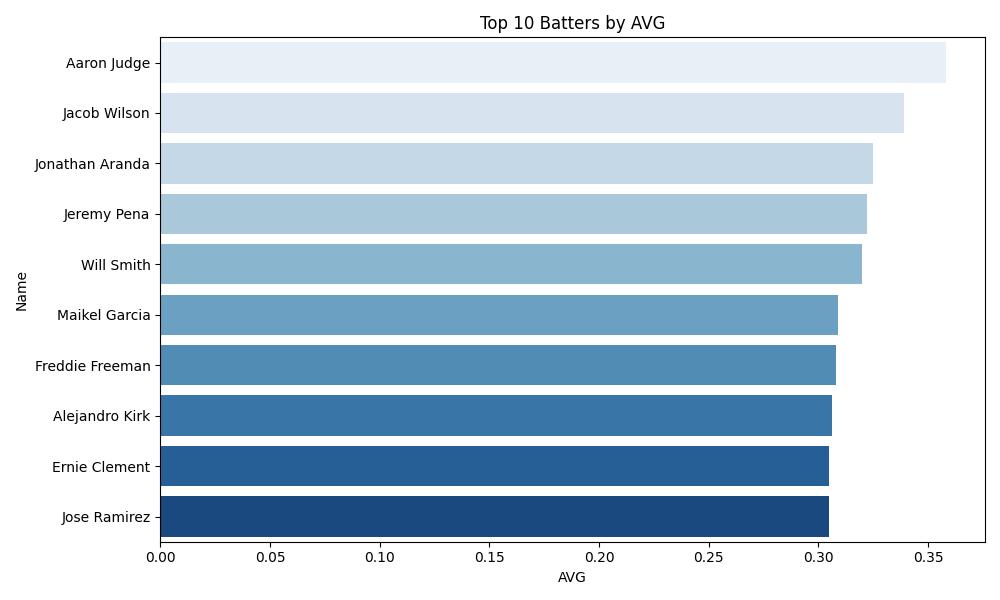 Top 10 Batters by AVG
Name
Aaron Judge
Jacob Wilson
Jonathan Aranda
Jeremy Pena
Will Smith
Maikel Garcia
Freddie Freeman
Alejandro Kirk
Ernie Clement
Jose Ramirez
0.00 0.05 0.10 0.15 0.20 0.25 0.30 0.35
AVG